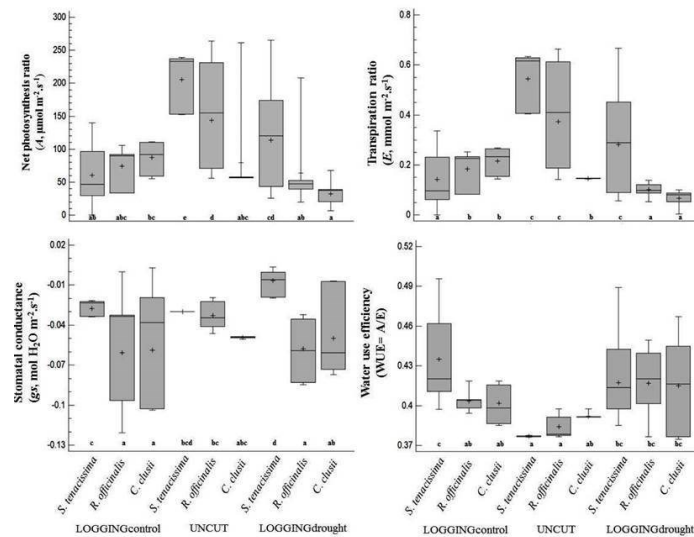 Net photosynthesis ratio
(A, µmol m-2.s-1)
300
250
200
150
100
50
0
ab abc bc e d abc cd ab a
Transpiration ratio
(E, mmol m-2.s-1)
0.8
0.6
0.4
0.2
0
a b b c c b c a a
Stomatal conductance
(gs, mol H2O m-2.s-1)
0.02
-0.01
-0.04
-0.07
-0.1
-0.13
c a a bcd bc abc d a ab
Water use efficiency
(WUE= A/E)
0.52
0.49
0.46
0.43
0.4
0.37
c ab ab a a ab bc bc bc
S. tenacissima
R. officinalis
C. clusii
S. tenacissima
R. officinalis
C. clusii
S. tenacissima
R. officinalis
C. clusii
LOGGINGcontrol UNCUT LOGGINGdrought
S. tenacissima
R. officinalis
C. clusii
S. tenacissima
R. officinalis
C. clusii
S. tenacissima
R. officinalis
C. clusii
LOGGINGcontrol UNCUT LOGGINGdrought